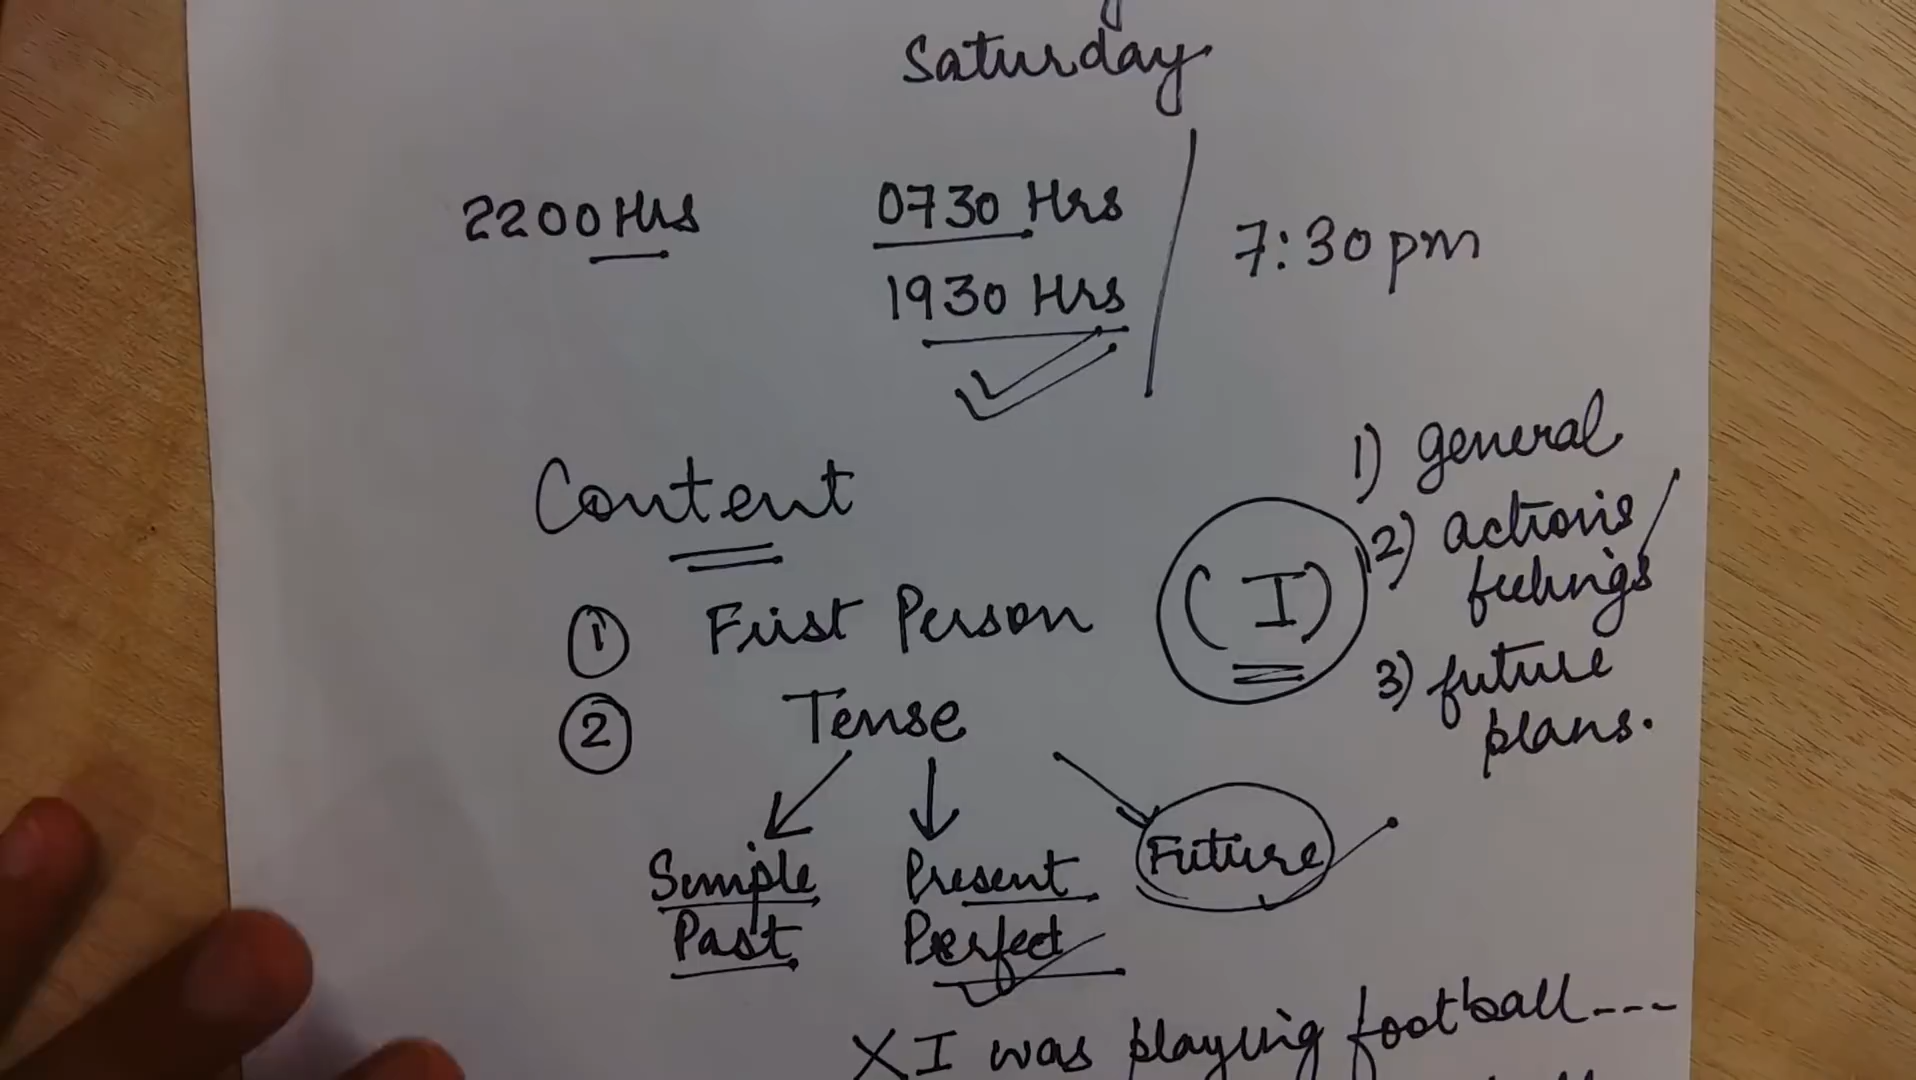 Saturday
2200 Hrs
0730 Hrs
1930 Hrs
7:30 pm
Content
① First Person (I)
1) general
2) actions
feelings
3) future
plans.
② Tense
Simple Past
Present Perfect
Future
X I was playing football ---